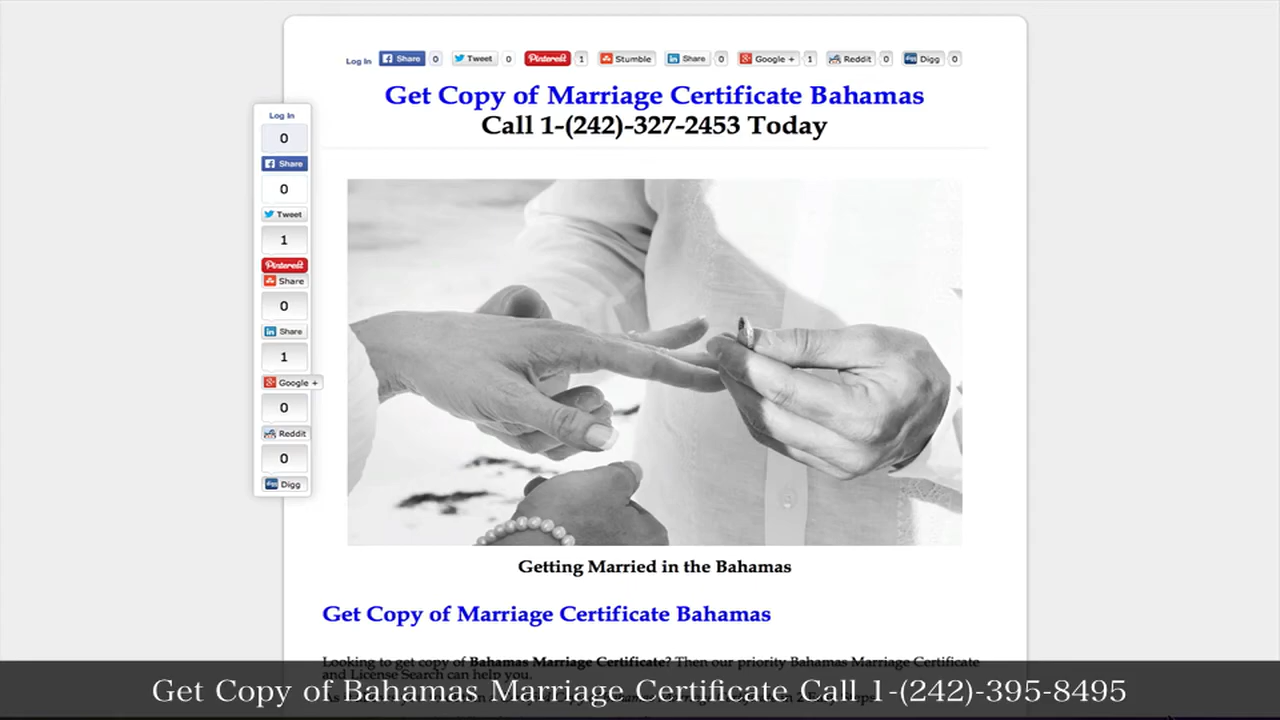 Log In Share 0 Tweet 0 Pinterest 1 Stumble Share 0 Google + 1 Reddit 0 Digg 0
Get Copy of Marriage Certificate Bahamas
Call 1-(242)-327-2453 Today
Log In
0
Share
0
Tweet
1
Pinterest
Share
0
Share
1
Google +
0
Reddit
0
Digg
Getting Married in the Bahamas
Get Copy of Marriage Certificate Bahamas
Looking to get copy of Bahamas Marriage Certificate? Then our priority Bahamas Marriage Certificate
and License Search can help you.
Get Copy of Bahamas Marriage Certificate Call 1-(242)-395-8495